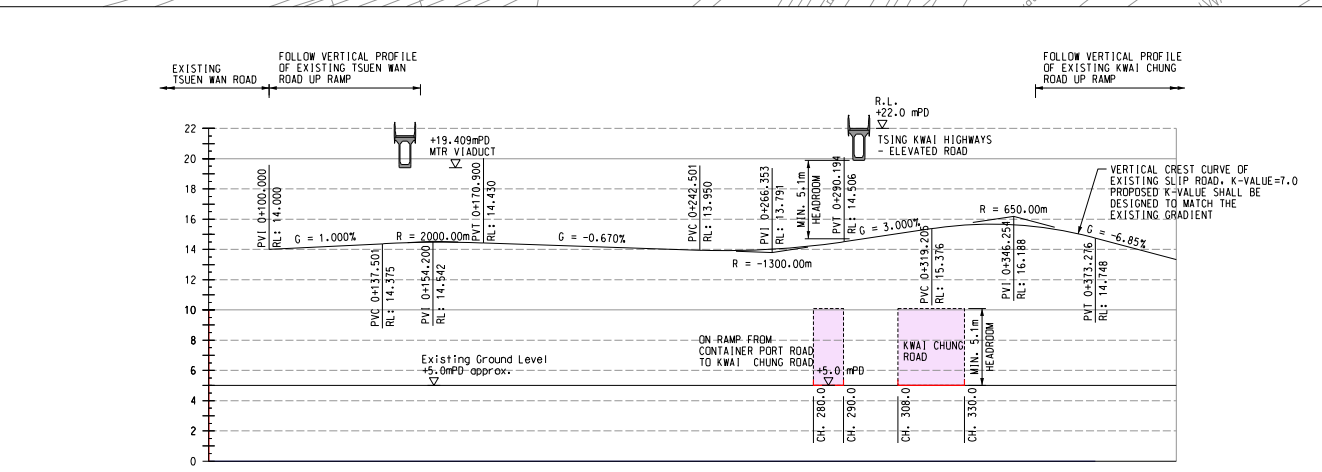 EXISTING
TSUEN WAN ROAD
FOLLOW VERTICAL PROFILE
OF EXISTING TSUEN WAN
ROAD UP RAMP
FOLLOW VERTICAL PROFILE
OF EXISTING KWAI CHUNG
ROAD UP RAMP
R.L.
+22.0 mPD
TSING KWAI HIGHWAYS
- ELEVATED ROAD
+19.409mPD
MTR VIADUCT
VERTICAL CREST CURVE OF
EXISTING SLIP ROAD, K-VALUE=7.0
PROPOSED K-VALUE SHALL BE
DESIGNED TO MATCH THE
EXISTING GRADIENT
22
20
18
16
14
12
10
8
6
4
2
0
PVI 0+100.000
RL: 14.000
G = 1.000%
PVC 0+137.501
RL: 14.375
R = 2000.00m
PVI 0+154.200
RL: 14.542
PVT 0+170.900
RL: 14.430
G = -0.670%
PVC 0+242.501
RL: 13.950
PVI 0+266.353
RL: 13.791
R = -1300.00m
MIN. 5.1m
HEADROOM
PVT 0+290.194
RL: 14.506
G = 3.000%
PVC 0+319.205
RL: 15.376
R = 650.00m
PVI 0+346.254
RL: 16.188
G = -6.85%
PVT 0+373.276
RL: 14.748
Existing Ground Level
+5.0mPD approx.
ON RAMP FROM
CONTAINER PORT ROAD
TO KWAI CHUNG ROAD
+5.0 mPD
KWAI CHUNG
ROAD
MIN. 5.1m
HEADROOM
CH. 280.0
CH. 290.0
CH. 308.0
CH. 330.0